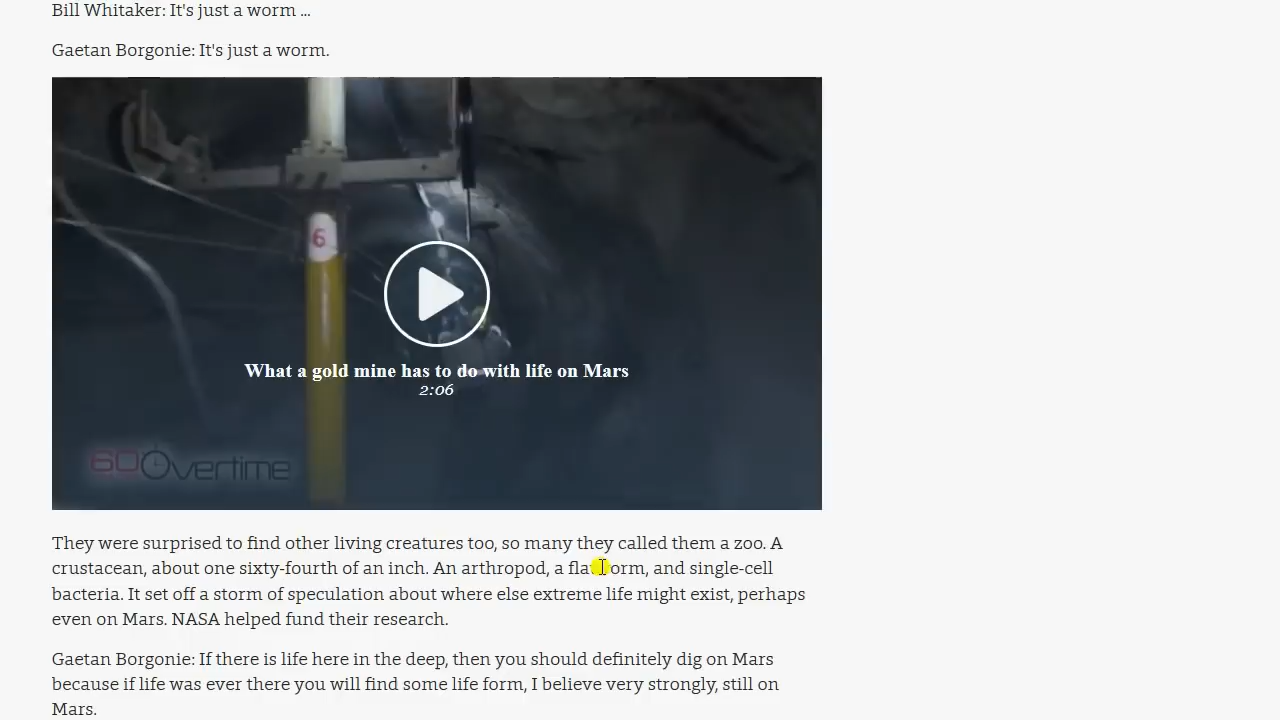 Bill Whitaker: It's just a worm ...
Gaetan Borgonie: It's just a worm.
6
What a gold mine has to do with life on Mars
2:06
60 Overtime
They were surprised to find other living creatures too, so many they called them a zoo. A
crustacean, about one sixty-fourth of an inch. An arthropod, a flatworm, and single-cell
bacteria. It set off a storm of speculation about where else extreme life might exist, perhaps
even on Mars. NASA helped fund their research.
Gaetan Borgonie: If there is life here in the deep, then you should definitely dig on Mars
because if life was ever there you will find some life form, I believe very strongly, still on
Mars.